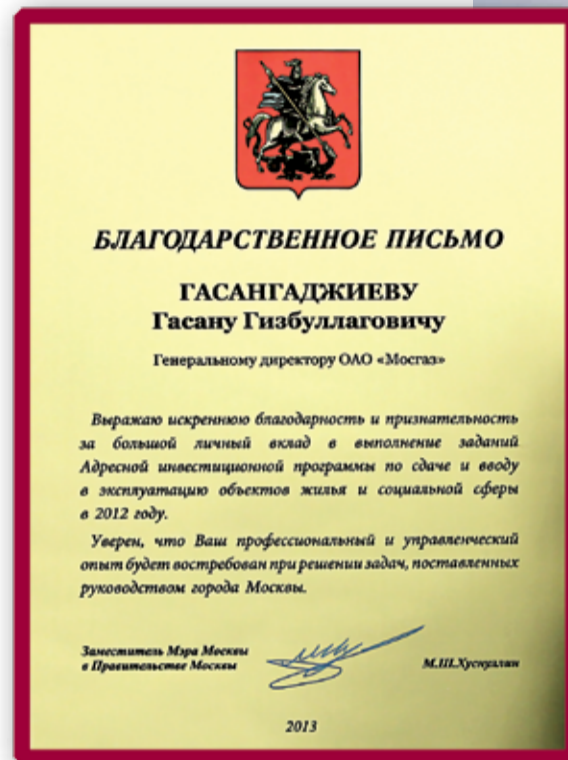 БЛАГОДАРСТВЕННОЕ ПИСЬМО
ГАСАНГАДЖИЕВУ
Гасану Гизбуллаговичу
Генеральному директору ОАО «Мосгаз»
Выражаю искреннюю благодарность и признательность
за большой личный вклад в выполнение заданий
Адресной инвестиционной программы по сдаче и вводу
в эксплуатацию объектов жилья и социальной сферы
в 2012 году.
Уверен, что Ваш профессиональный и управленческий
опыт будет востребован при решении задач, поставленных
руководством города Москвы.
Заместитель Мэра Москвы
в Правительстве Москвы
М.Ш.Хуснуллин
2013